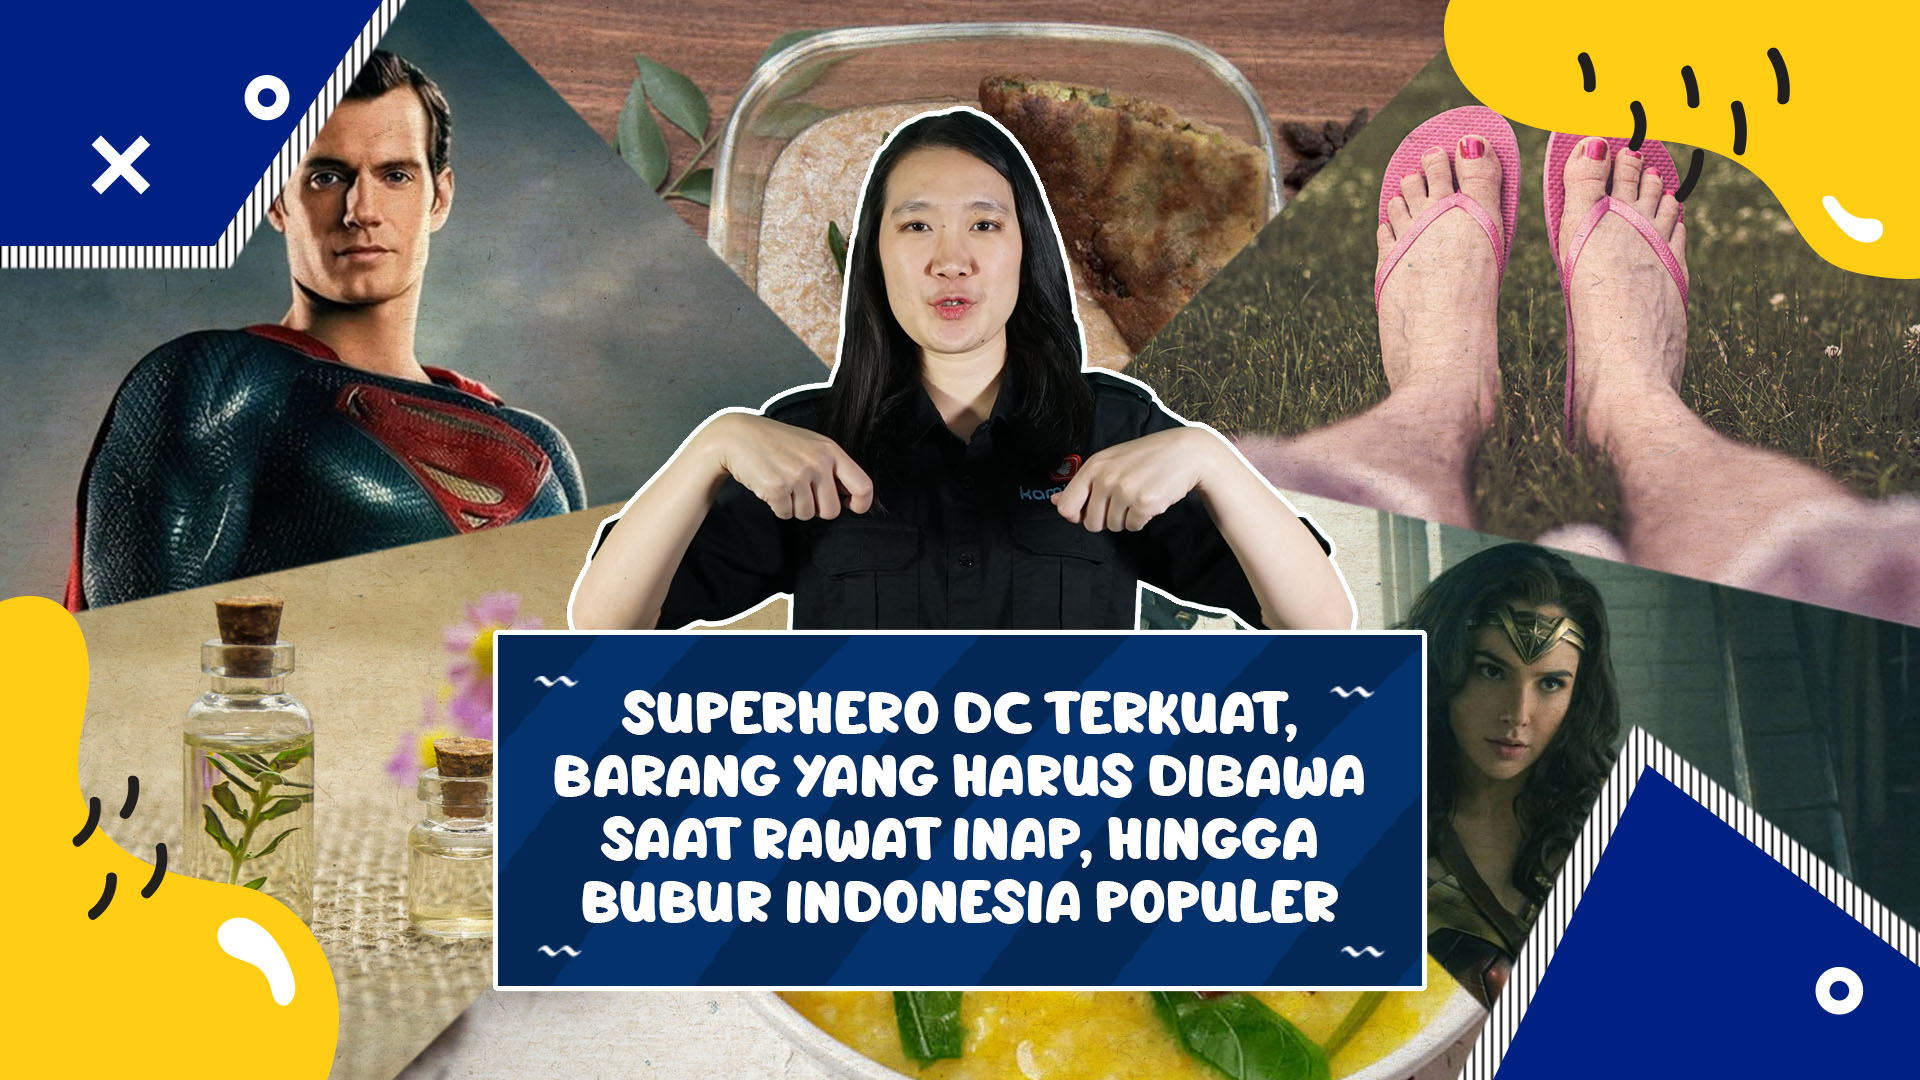 SUPERHERO DC TERKUAT,
BARANG YANG HARUS DIBAWA
SAAT RAWAT INAP, HINGGA
BUBUR INDONESIA POPULER